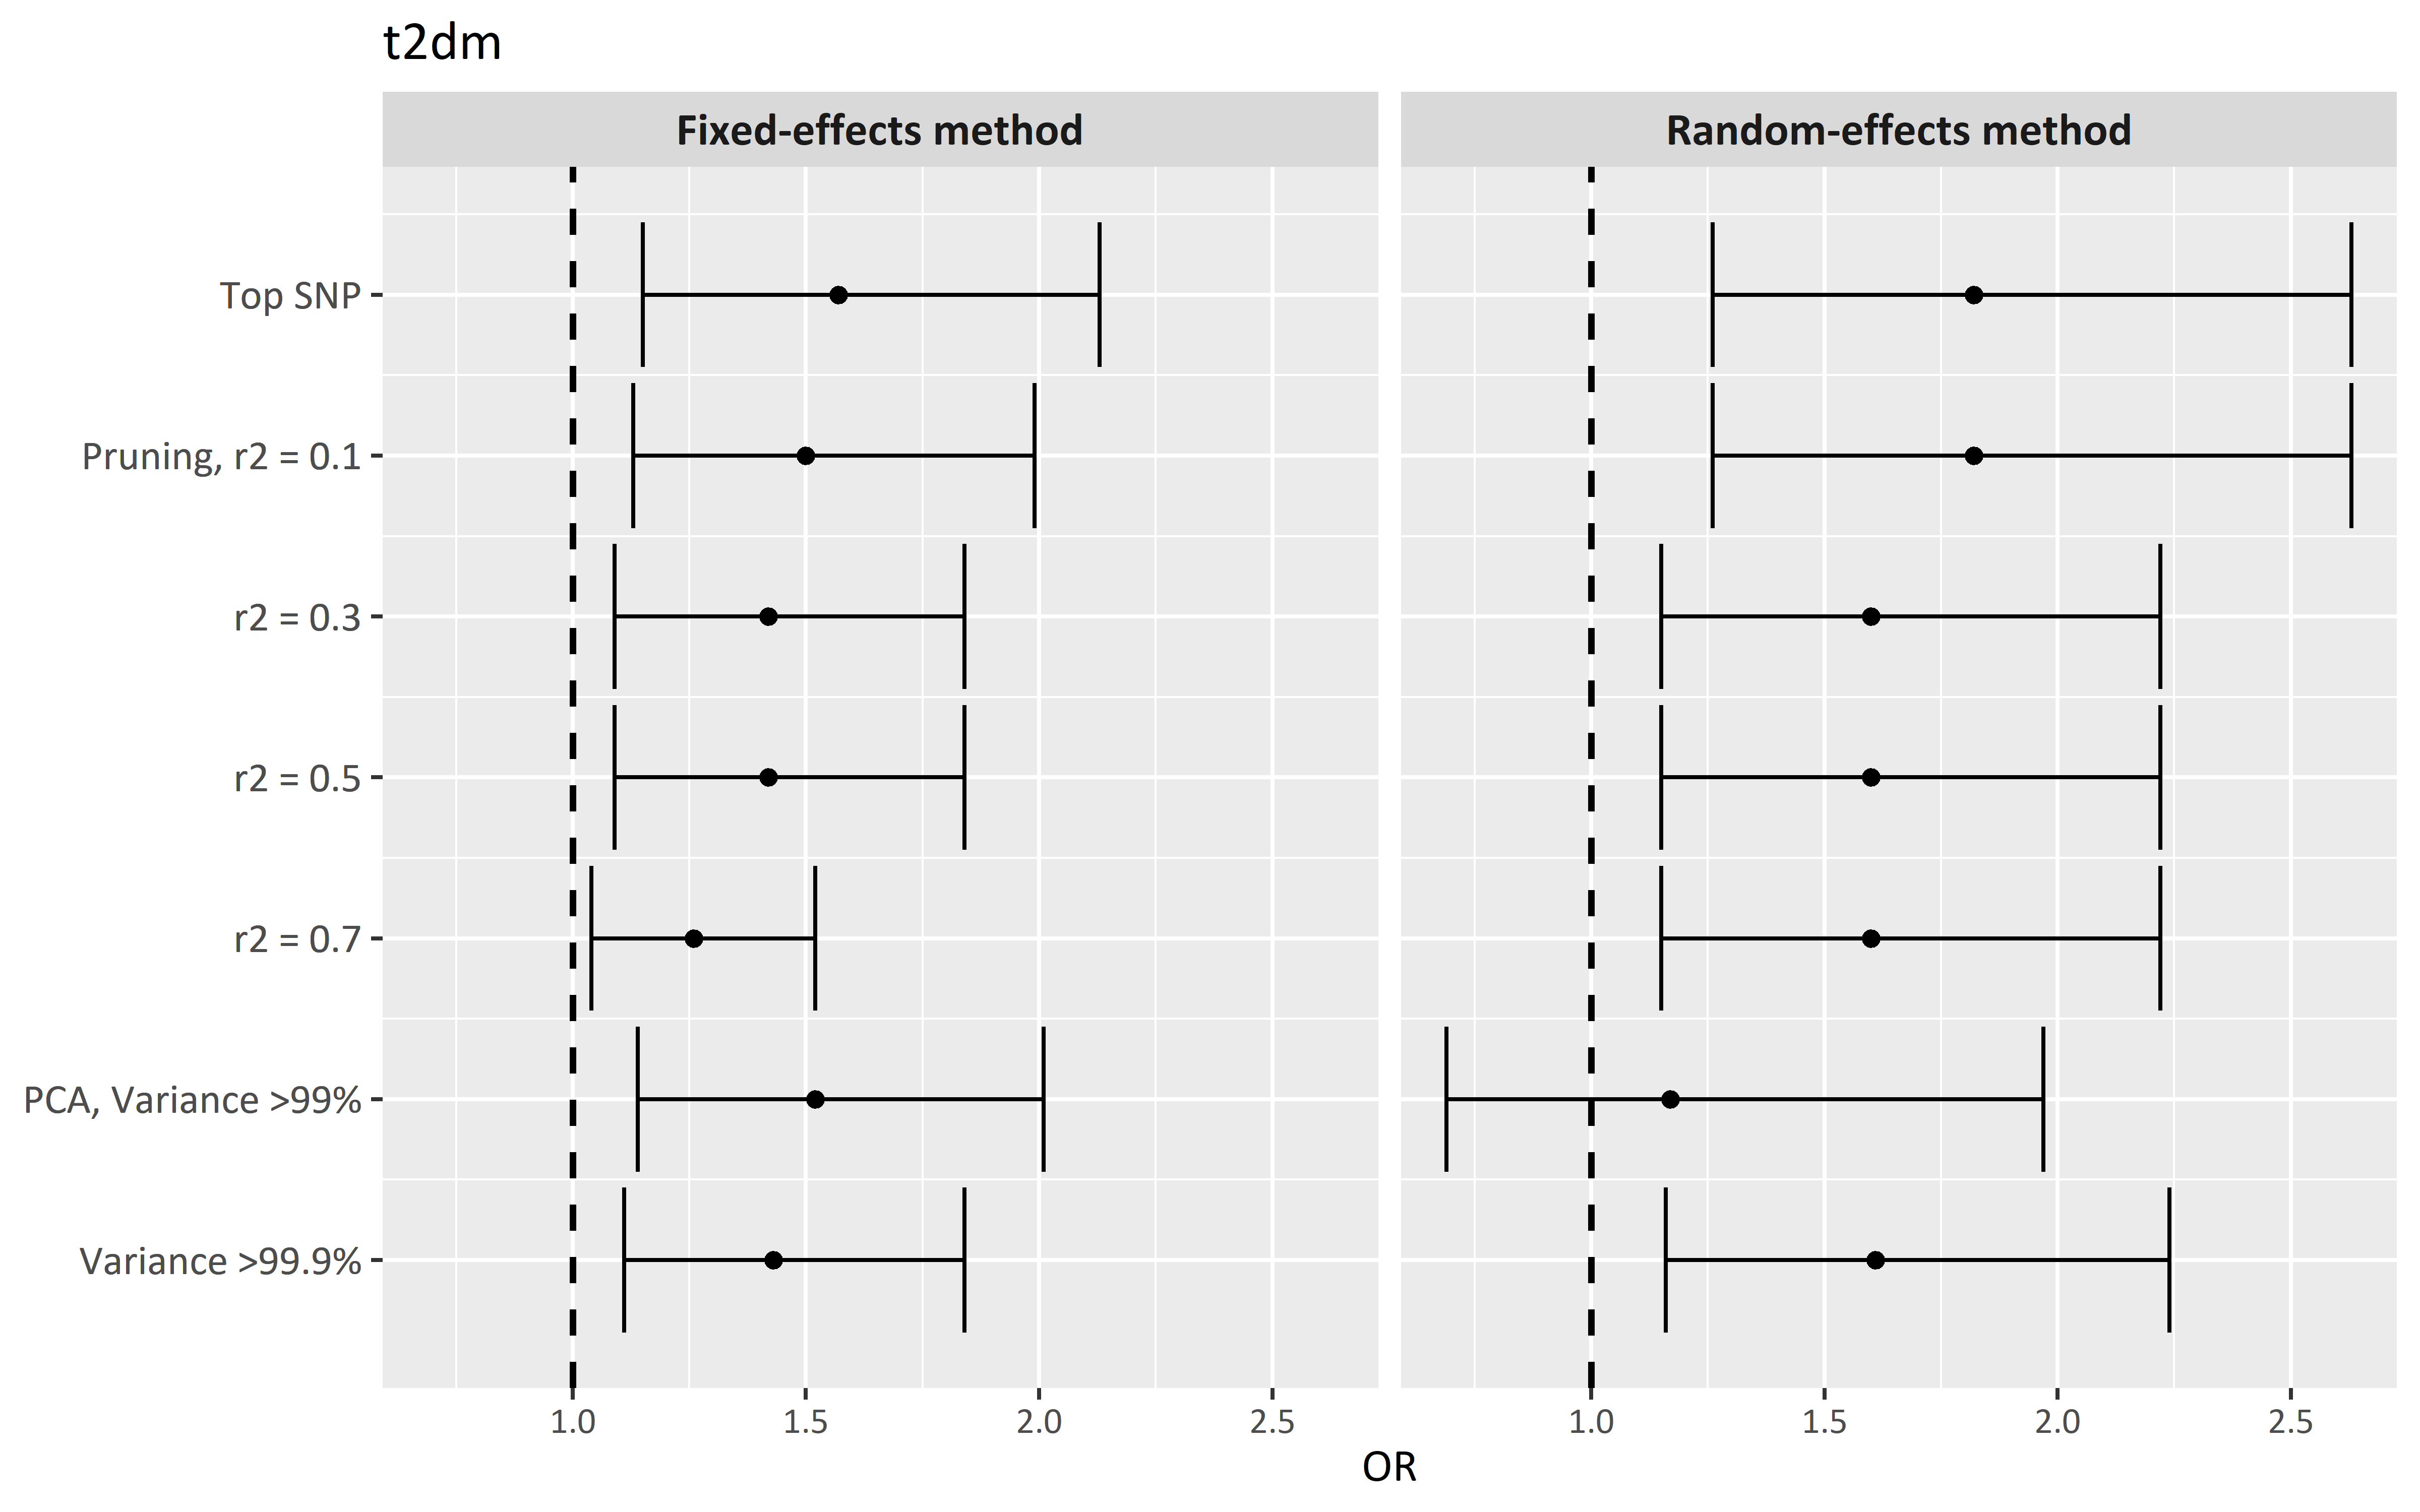 t2dm
Fixed-effects method
Random-effects method
Top SNP
Pruning, r2 = 0.1
r2 = 0.3
r2 = 0.5
r2 = 0.7
PCA, Variance >99%
Variance >99.9%
1.0 1.5 2.0 2.5
1.0 1.5 2.0 2.5
OR